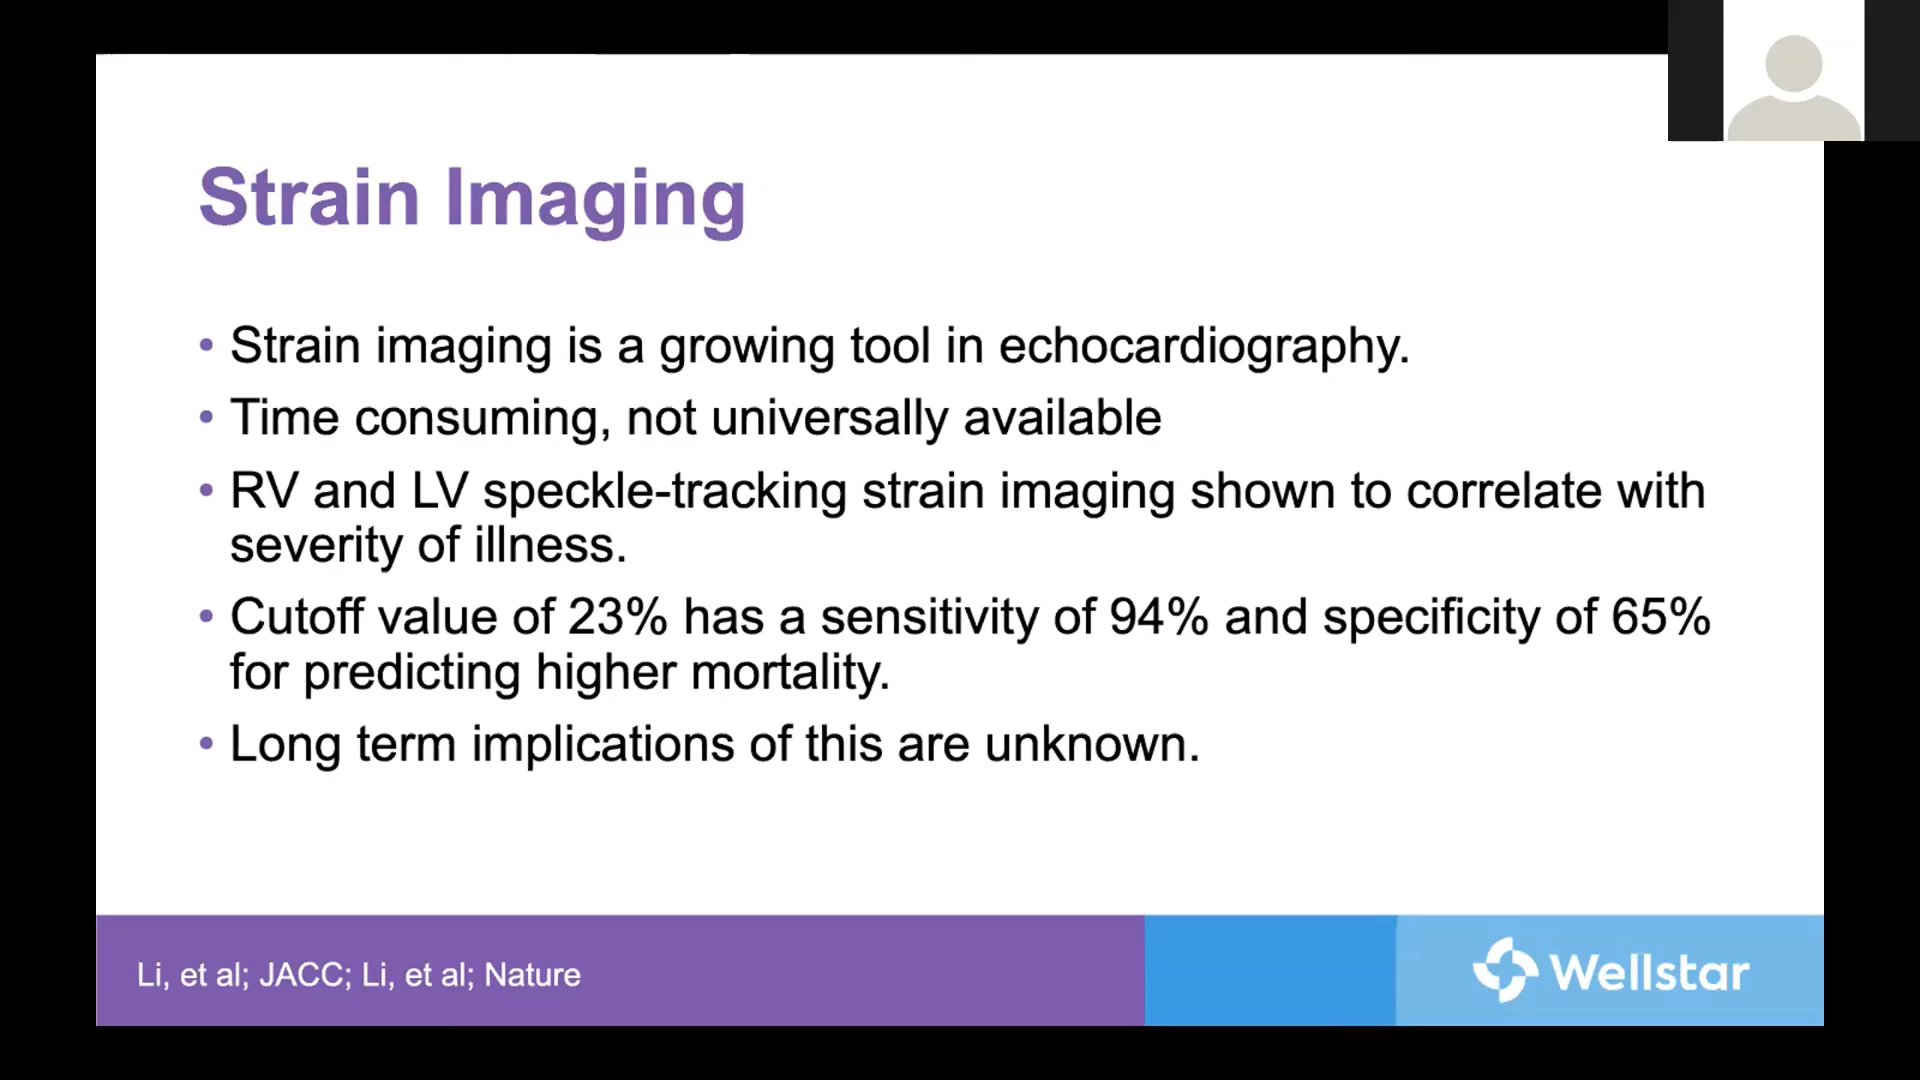 Strain Imaging
• Strain imaging is a growing tool in echocardiography.
• Time consuming, not universally available
• RV and LV speckle-tracking strain imaging shown to correlate with
severity of illness.
• Cutoff value of 23% has a sensitivity of 94% and specificity of 65%
for predicting higher mortality.
• Long term implications of this are unknown.
Li, et al; JACC; Li, et al; Nature
Wellstar